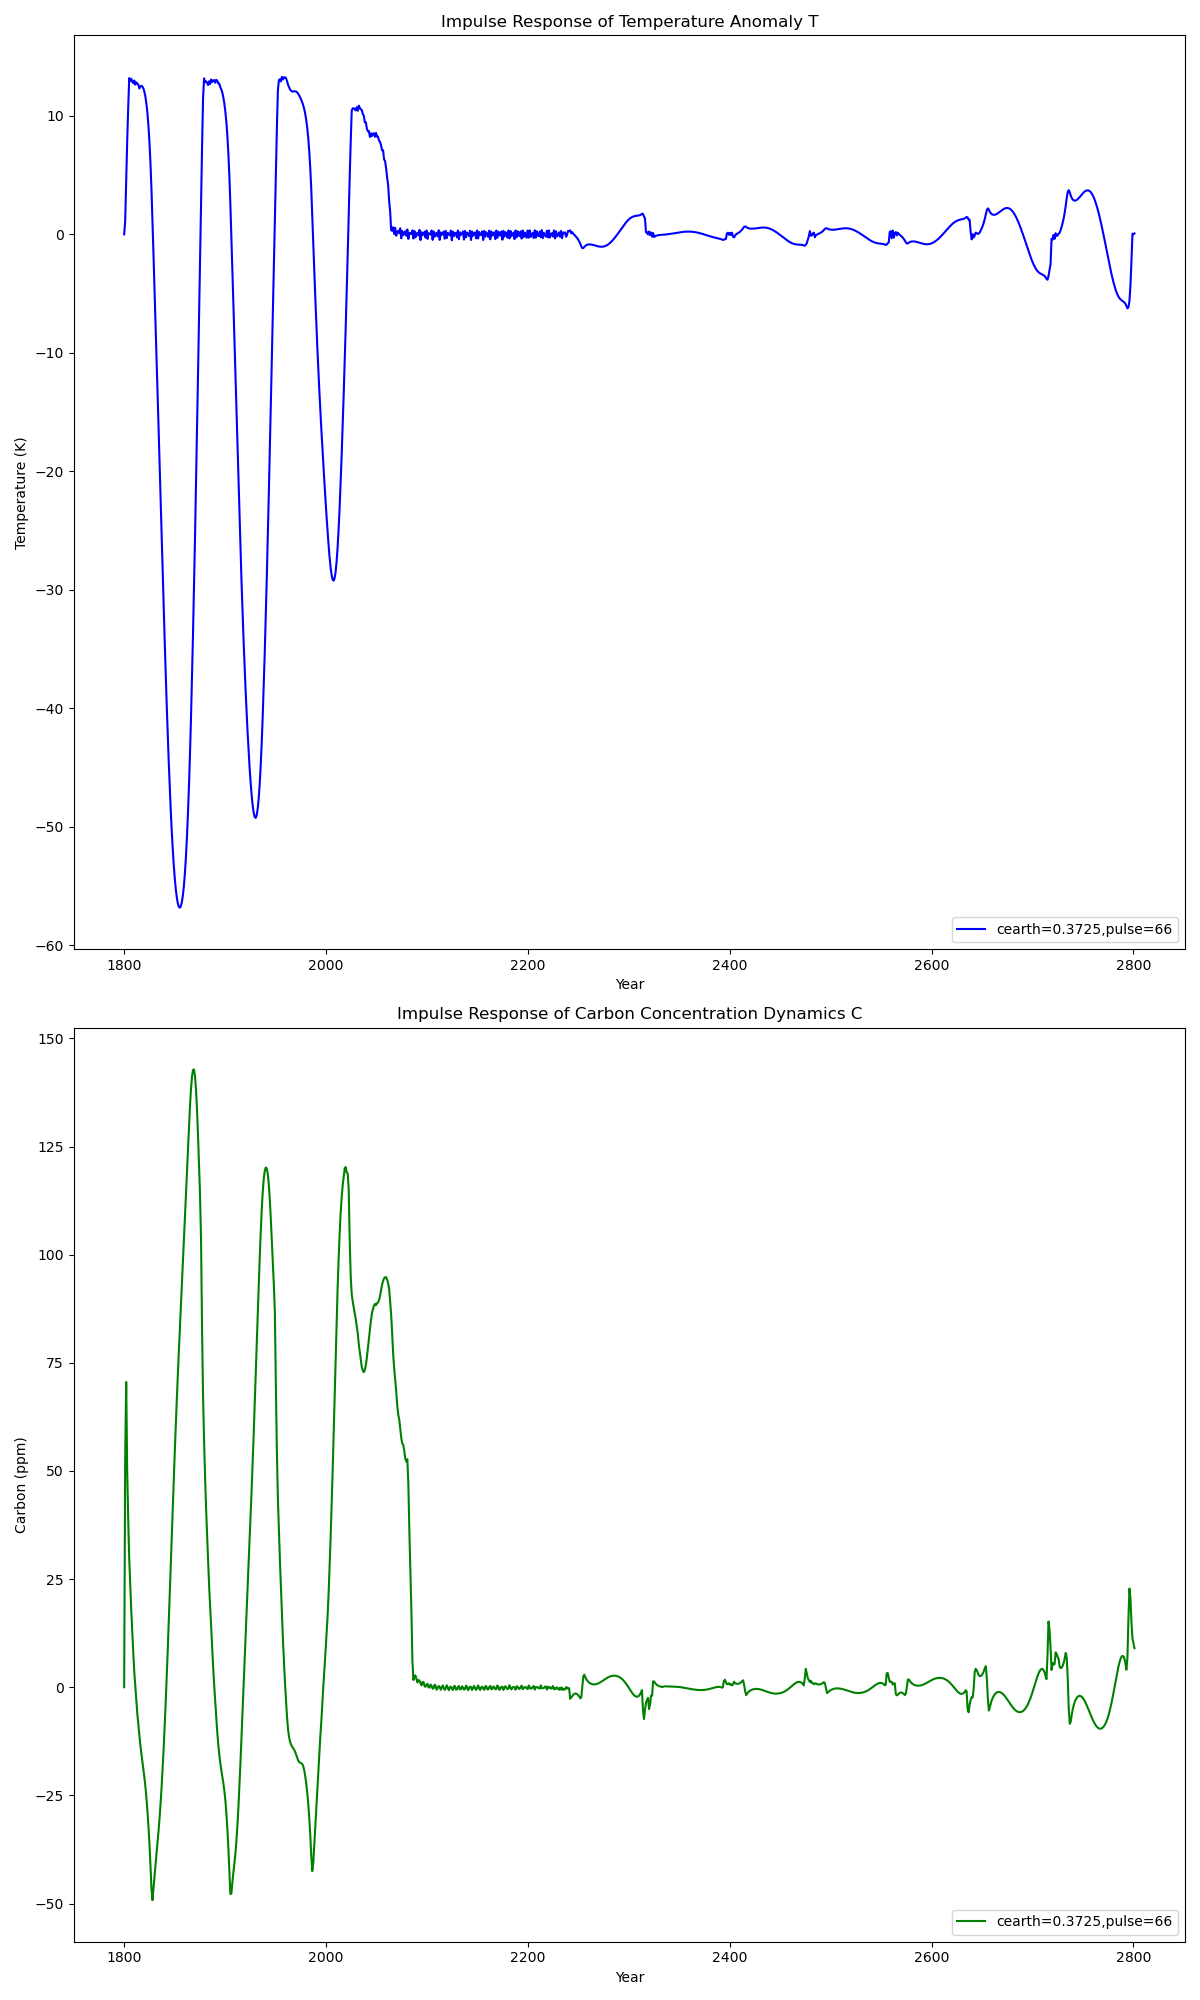 Impulse Response of Temperature Anomaly T
Temperature (K)
10
0
−10
−20
−30
−40
−50
−60
cearth=0.3725,pulse=66
1800 2000 2200 2400 2600 2800
Year
Impulse Response of Carbon Concentration Dynamics C
Carbon (ppm)
150
125
100
75
50
25
0
−25
−50
cearth=0.3725,pulse=66
1800 2000 2200 2400 2600 2800
Year